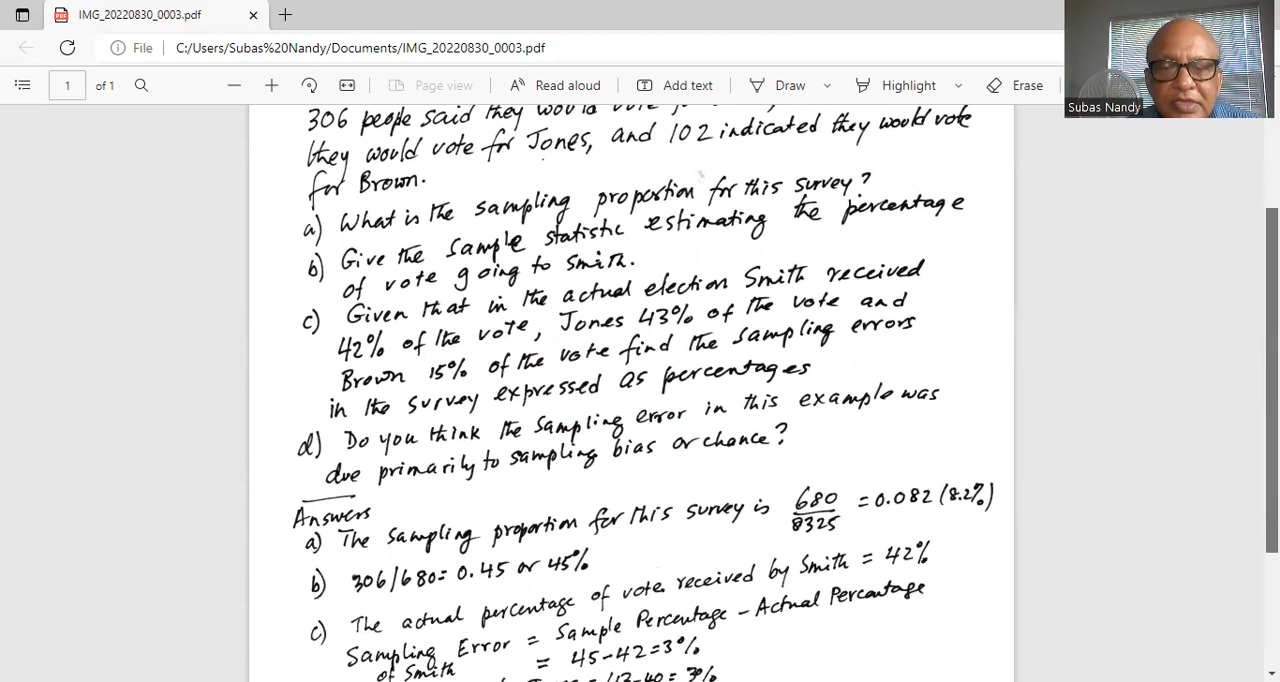 IMG_20220830_0003.pdf
File C:/Users/Subas%20Nandy/Documents/IMG_20220830_0003.pdf
1 of 1 Page view Read aloud Add text Draw Highlight Erase
Subas Nandy
306 people said they would vote
they would vote for Jones, and 102 indicated they would vote
for Brown.
a) What is the sampling proportion for this survey?
b) Give the sample statistic estimating the percentage
of vote going to Smith.
c) Given that in the actual election Smith received
42% of the vote, Jones 43% of the vote and
Brown 15% of the vote find the sampling errors
in the survey expressed as percentages
d) Do you think the sampling error in this example was
due primarily to sampling bias or chance?
Answers
a) The sampling proportion for this survey is 680/8325 = 0.082 (8.2%)
b) 306/680 = 0.45 or 45%
c) The actual percentage of vote received by Smith = 42%
Sampling Error = Sample Percentage - Actual Percentage
of Smith = 45-42=3%
= 43-40= 3%